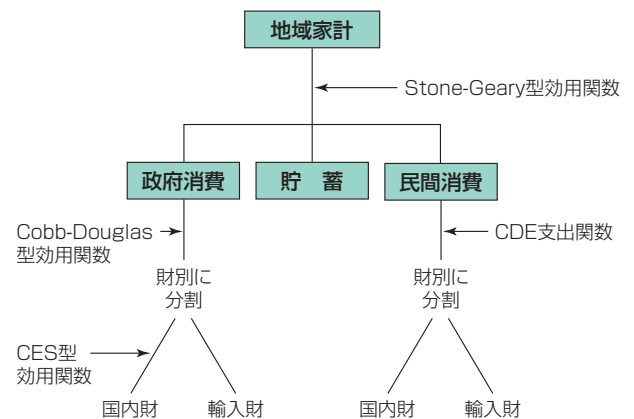 地域家計
Stone-Geary型効用関数
政府消費
貯　蓄
民間消費
Cobb-Douglas
型効用関数
CDE支出関数
財別に
分割
財別に
分割
CES型
効用関数
国内財
輸入財
国内財
輸入財